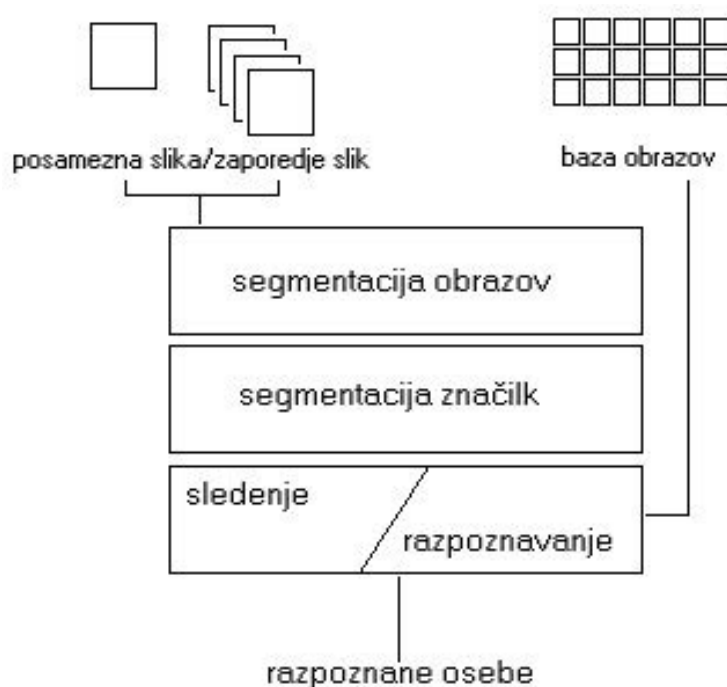 posamezna slika/zaporedje slik
baza obrazov
segmentacija obrazov
segmentacija značilk
sledenje
razpoznavanje
razpoznane osebe